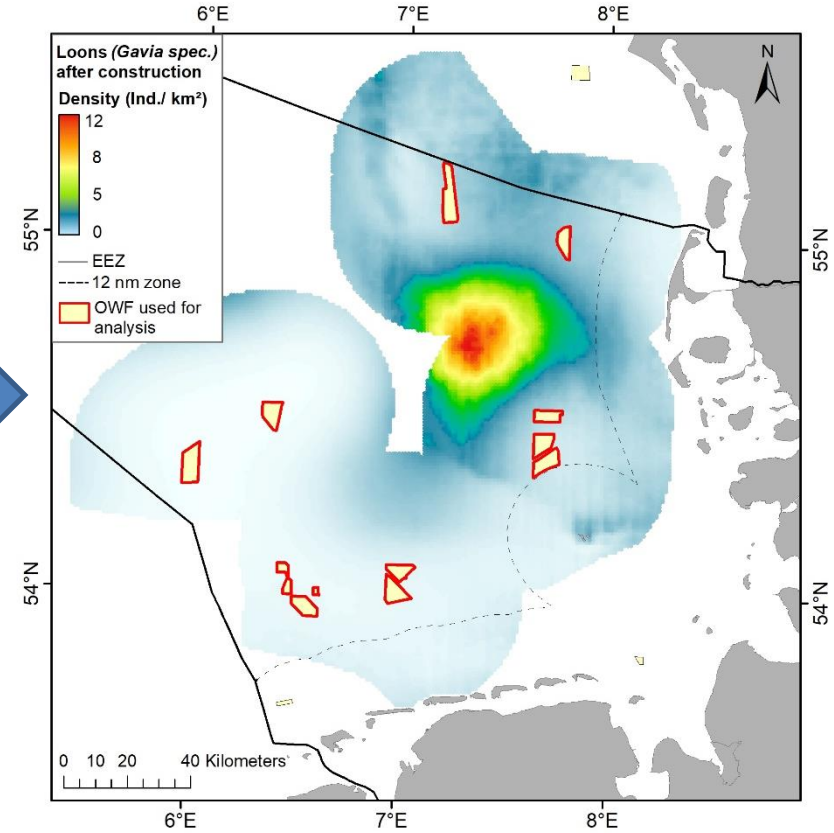 6°E 7°E 8°E
Loons (Gavia spec.)
after construction
Density (Ind./ km²)
12
8
5
0
EEZ
12 nm zone
OWF used for
analysis
N
55°N
55°N
54°N
54°N
0 10 20 40 Kilometers
6°E 7°E 8°E